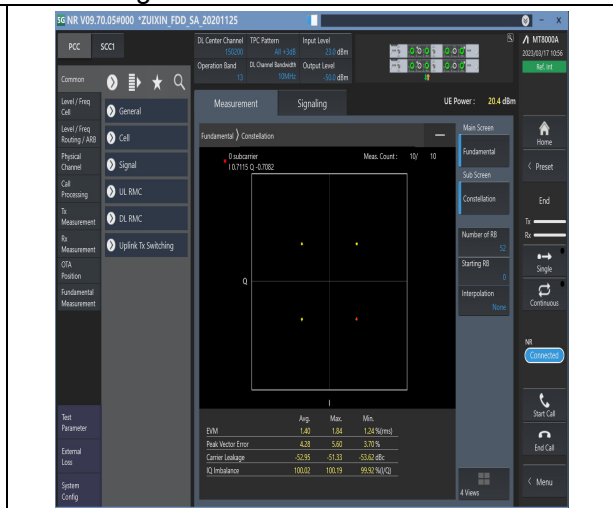 5G NR V09.70.05#000 *ZUIXIN_FDD_SA_20201125
PCC SCC1
DL Center Channel TPC Pattern Input Level
150200 All +3dB 23.0 dBm
Operation Band DL Channel Bandwidth Output Level
13 10MHz -50.0 dBm
MT8000A
2023/03/17 10:56
Ref. Int
Common
Level / Freq
Cell
Level / Freq
Routing / ARB
Physical
Channel
Call
Processing
Tx
Measurement
Rx
Measurement
OTA
Position
Fundamental
Measurement
Test
Parameter
External
Loss
System
Config
General
Cell
Signal
UL RMC
DL RMC
Uplink Tx Switching
Measurement Signaling UE Power : 20.4 dBm
Fundamental Constellation
0 subcarrier Meas. Count : 10/ 10
I 0.7115 Q -0.7082
Q
I
Avg. Max. Min.
EVM 1.40 1.84 1.24 %(rms)
Peak Vector Error 4.28 5.60 3.70 %
Carrier Leakage -52.95 -51.33 -53.62 dBc
IQ Imbalance 100.02 100.19 99.92 %(I/Q)
Main Screen
Fundamental
Sub Screen
Constellation
Number of RB
52
Starting RB
0
Interpolation
None
4 Views
Home
Preset
End
Tx
Rx
Single
Continuous
NR
Connected
Start Call
End Call
Menu